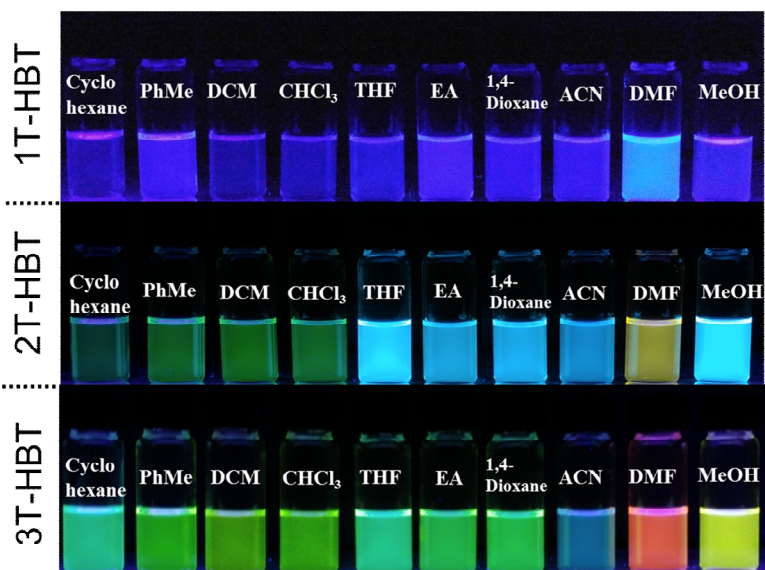 1T-HBT
Cyclo
hexane
PhMe
DCM
CHCl₃
THF
EA
1,4-
Dioxane
ACN
DMF
MeOH
2T-HBT
Cyclo
hexane
PhMe
DCM
CHCl₃
THF
EA
1,4-
Dioxane
ACN
DMF
MeOH
3T-HBT
Cyclo
hexane
PhMe
DCM
CHCl₃
THF
EA
1,4-
Dioxane
ACN
DMF
MeOH